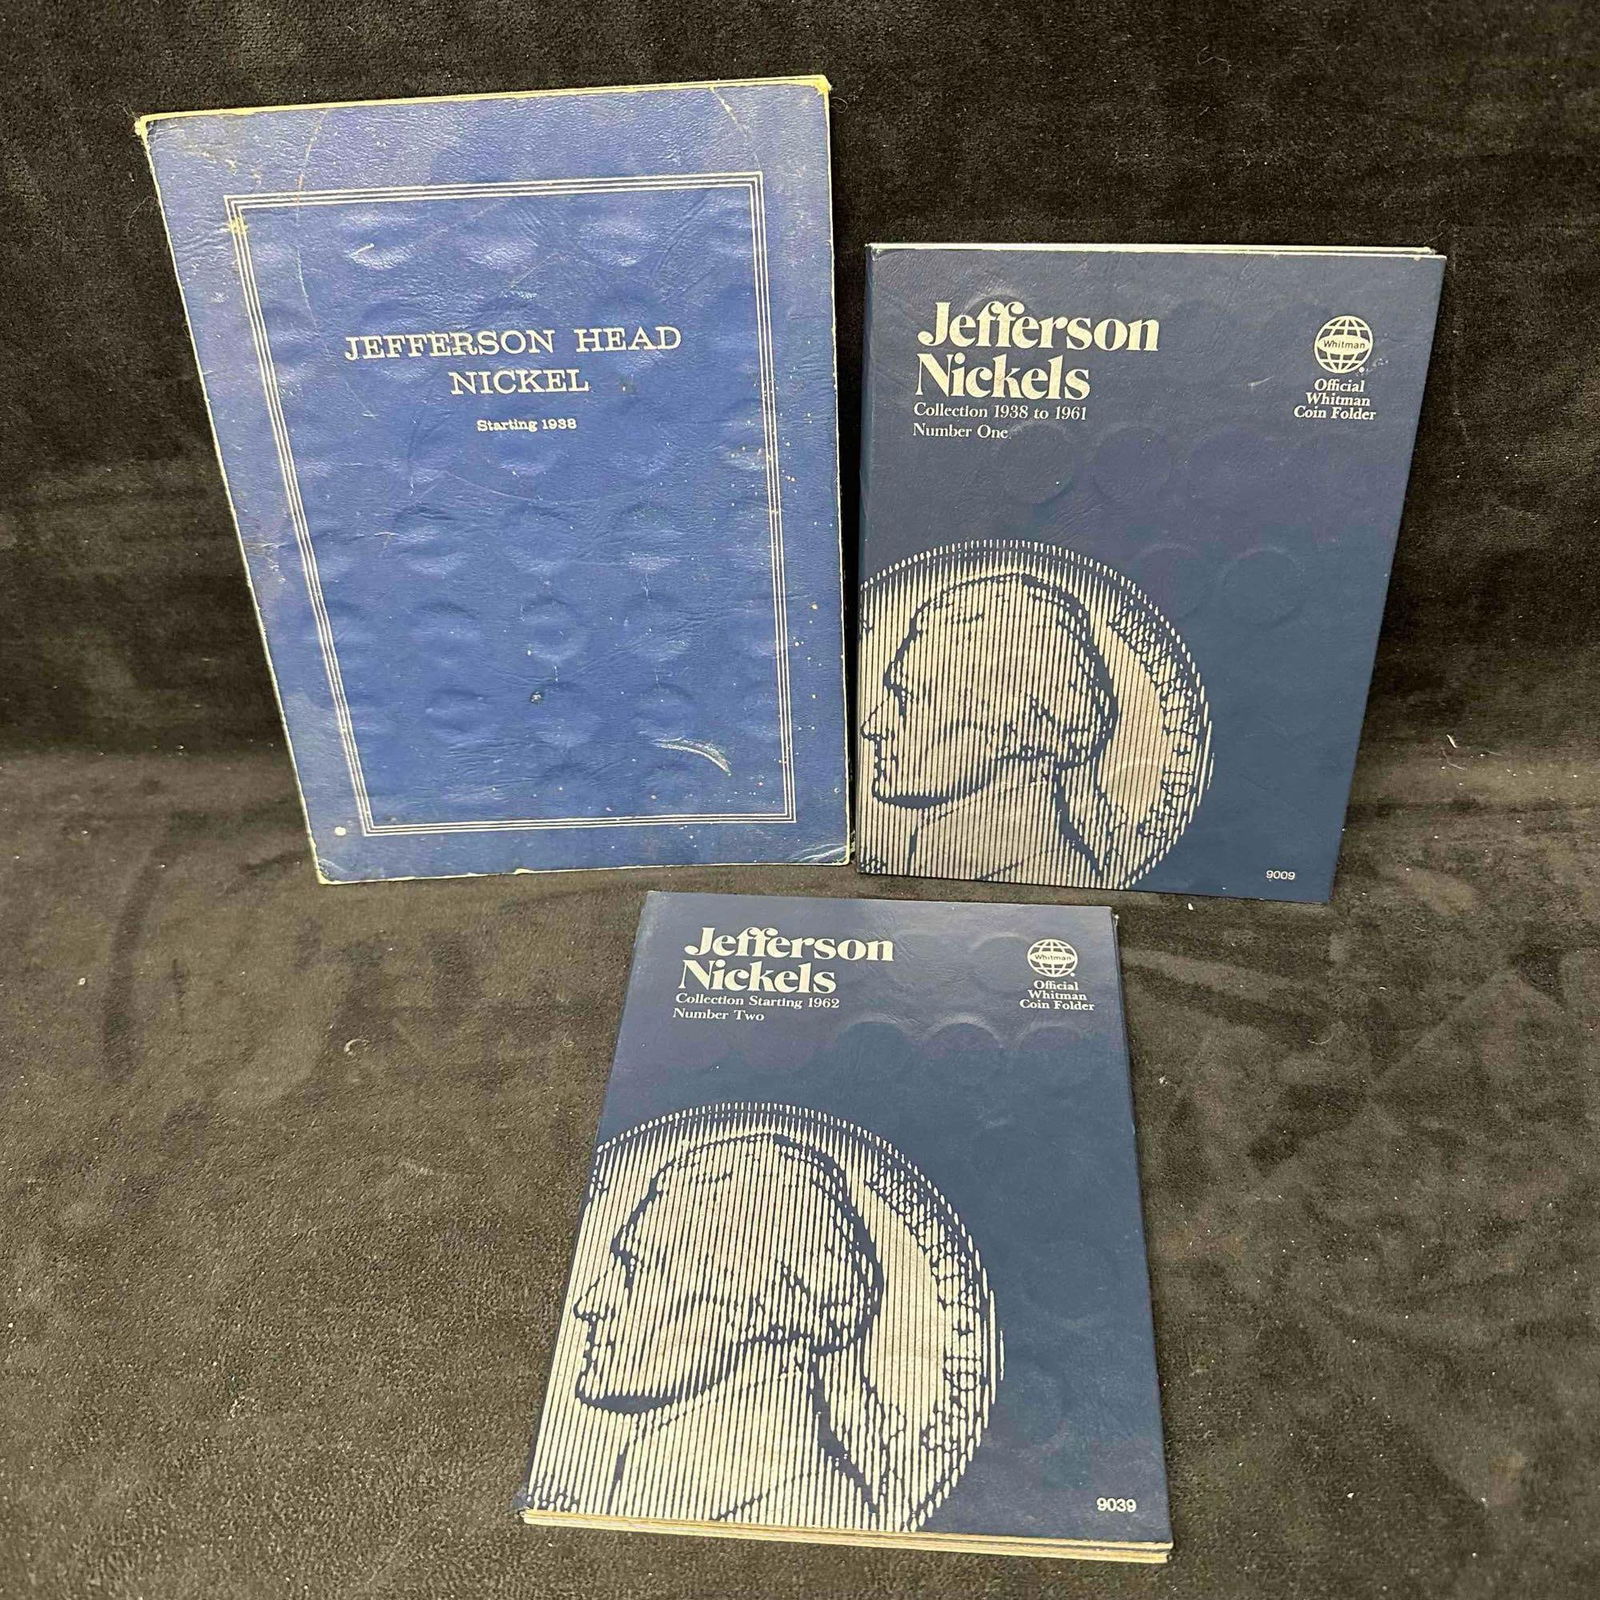 JEFFERSON HEAD
NICKEL
Starting 1938
Jefferson
Nickels
Collection 1938 to 1961
Number One
Whitman
Official
Whitman
Coin Folder
9009
Jefferson
Nickels
Collection Starting 1962
Number Two
Whitman
Official
Whitman
Coin Folder
9039